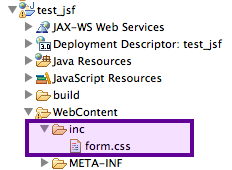 test_jsf
JAX-WS Web Services
Deployment Descriptor: test_jsf
Java Resources
JavaScript Resources
build
WebContent
inc
form.css
META-INF